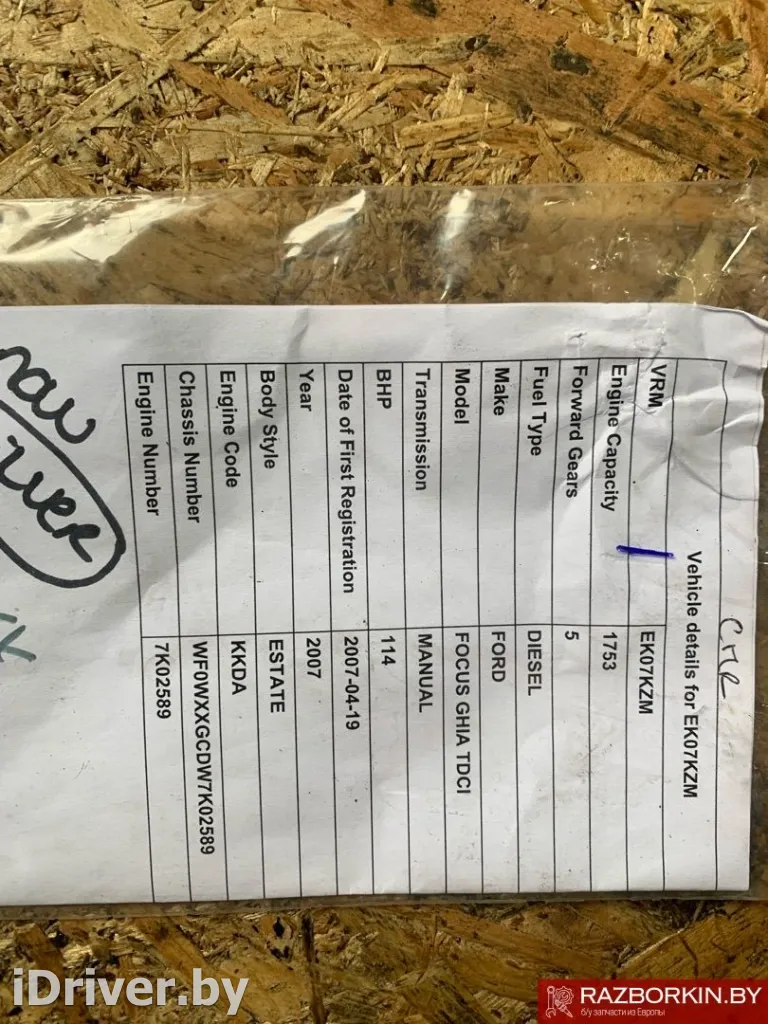 CMR
Vehicle details for EK07KZM
VRM EK07KZM
Engine Capacity 1753
Forward Gears 5
Fuel Type DIESEL
Make FORD
Model FOCUS GHIA TDCI
Transmission MANUAL
BHP 114
Date of First Registration 2007-04-19
Year 2007
Body Style ESTATE
Engine Code KKDA
Chassis Number WF0WXXGCDW7K02589
Engine Number 7K02589
iDriver.by
RAZBORKIN.BY
б/у запчасти из Европы